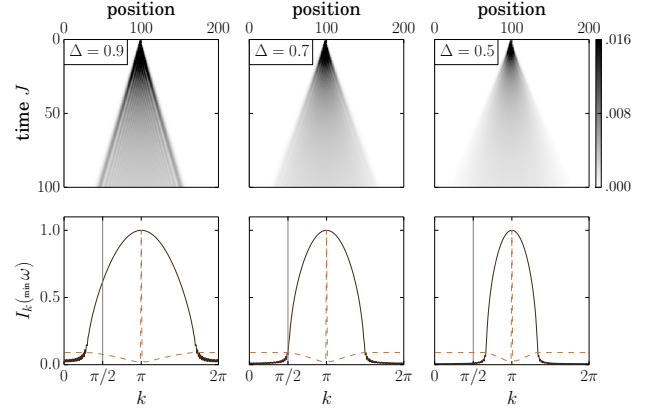 position position position
0 100 200 0 100 200 0 100 200
0
50
100
time J
Δ = 0.9
Δ = 0.7
Δ = 0.5
.016
.008
.000
1.0
0.5
0.0
I_k(min ω)
0 π/2 π 2π 0 π/2 π 2π 0 π/2 π 2π
k k k